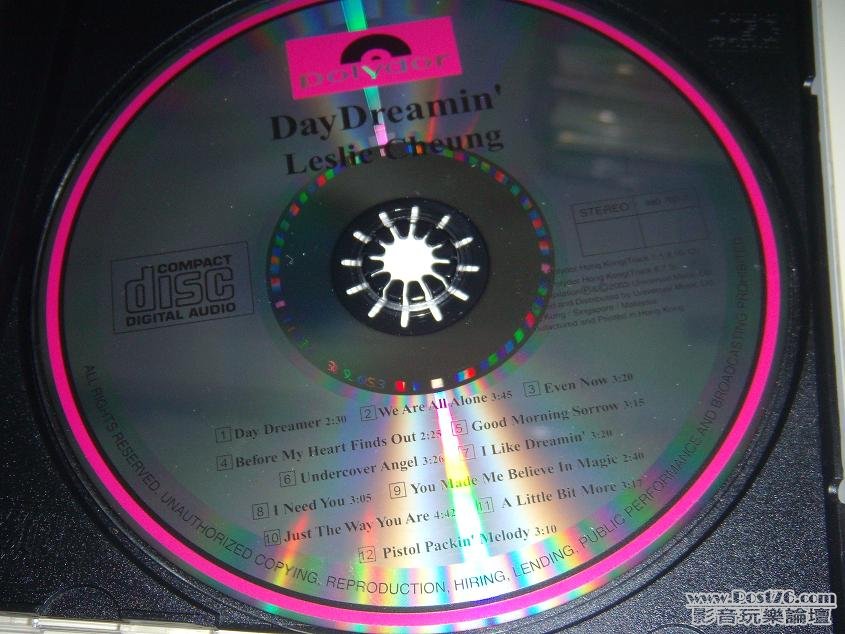 polydor
DayDreamin'
Leslie Cheung
STEREO
COMPACT
disc
DIGITAL AUDIO
1 Day Dreamer 2:30 2 We Are All Alone 3:45 3 Even Now 3:20
4 Before My Heart Finds Out 2:25 5 Good Morning Sorrow 3:15
6 Undercover Angel 3:26 7 I Like Dreamin' 3:20
8 I Need You 3:05 9 You Made Me Believe In Magic 2:40
10 Just The Way You Are 4:42 11 A Little Bit More 3:17
12 Pistol Packin' Melody 3:10
ALL RIGHTS RESERVED. UNAUTHORIZED COPYING, REPRODUCTION, HIRING, LENDING, PUBLIC PERFORMANCE AND BROADCASTING PROHIBITED
www.Post76.com
影音玩樂論壇